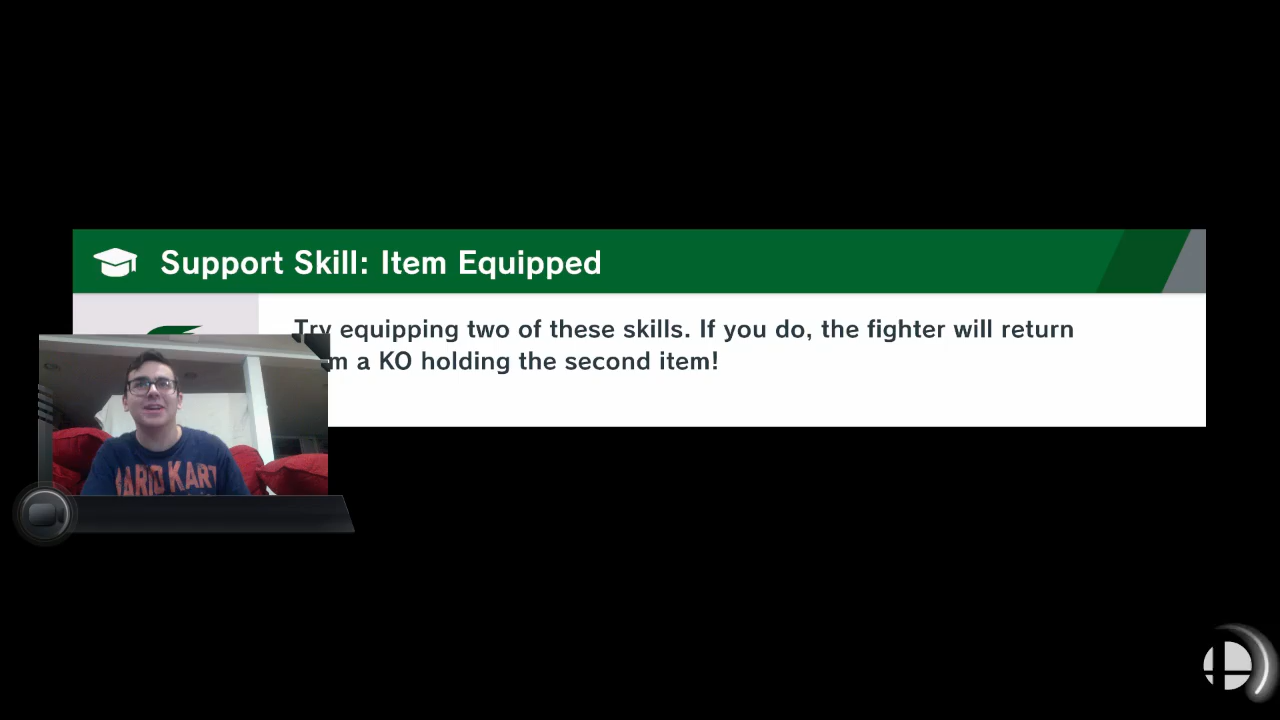 Support Skill: Item Equipped
Try equipping two of these skills. If you do, the fighter will return
a KO holding the second item!
MARIO KART